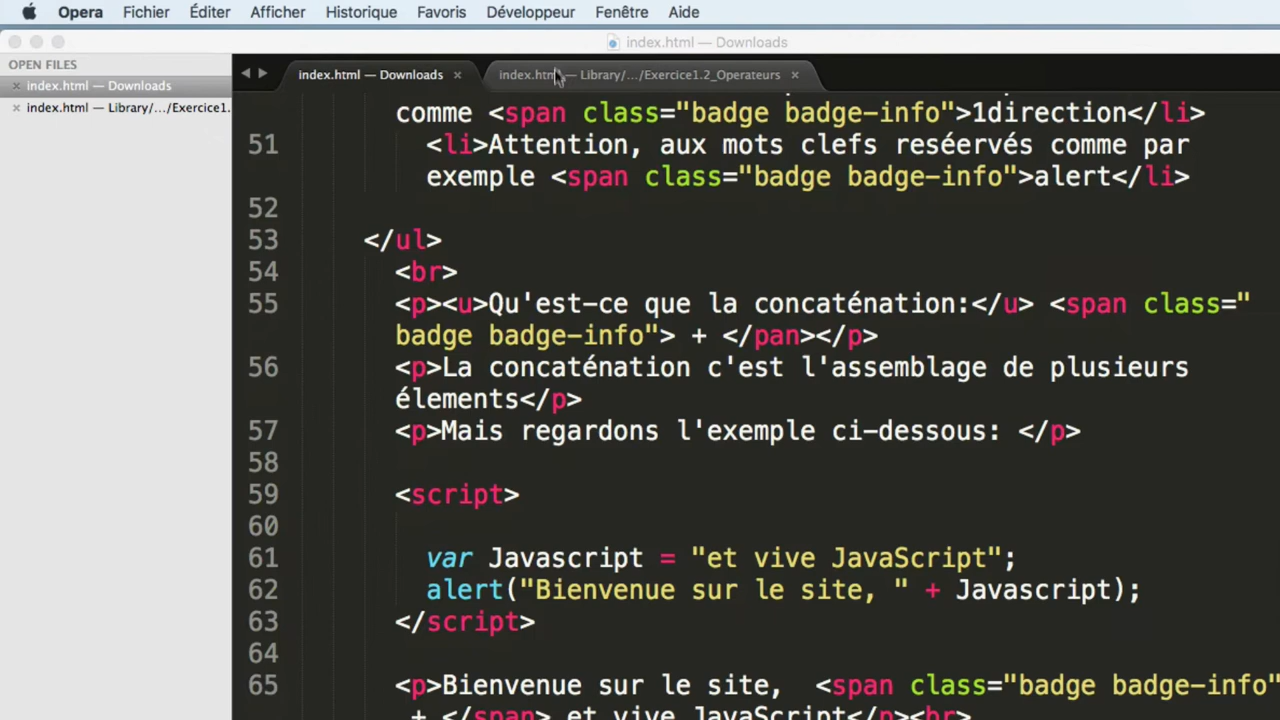 Opera Fichier Éditer Afficher Historique Favoris Développeur Fenêtre Aide
index.html — Downloads
OPEN FILES
index.html — Downloads
index.html — Library/.../Exercice1.
index.html — Downloads
index.html — Library/.../Exercice1.2_Operateurs
comme <span class="badge badge-info">1direction</li>
51 <li>Attention, aux mots clefs reséervés comme par
exemple <span class="badge badge-info">alert</li>
52
53 </ul>
54 <br>
55 <p><u>Qu'est-ce que la concaténation:</u> <span class="
badge badge-info"> + </pan></p>
56 <p>La concaténation c'est l'assemblage de plusieurs
élements</p>
57 <p>Mais regardons l'exemple ci-dessous: </p>
58
59 <script>
60
61 var Javascript = "et vive JavaScript";
62 alert("Bienvenue sur le site, " + Javascript);
63 </script>
64
65 <p>Bienvenue sur le site,  <span class="badge badge-info"
+ </span> et vive JavaScript</p><br>